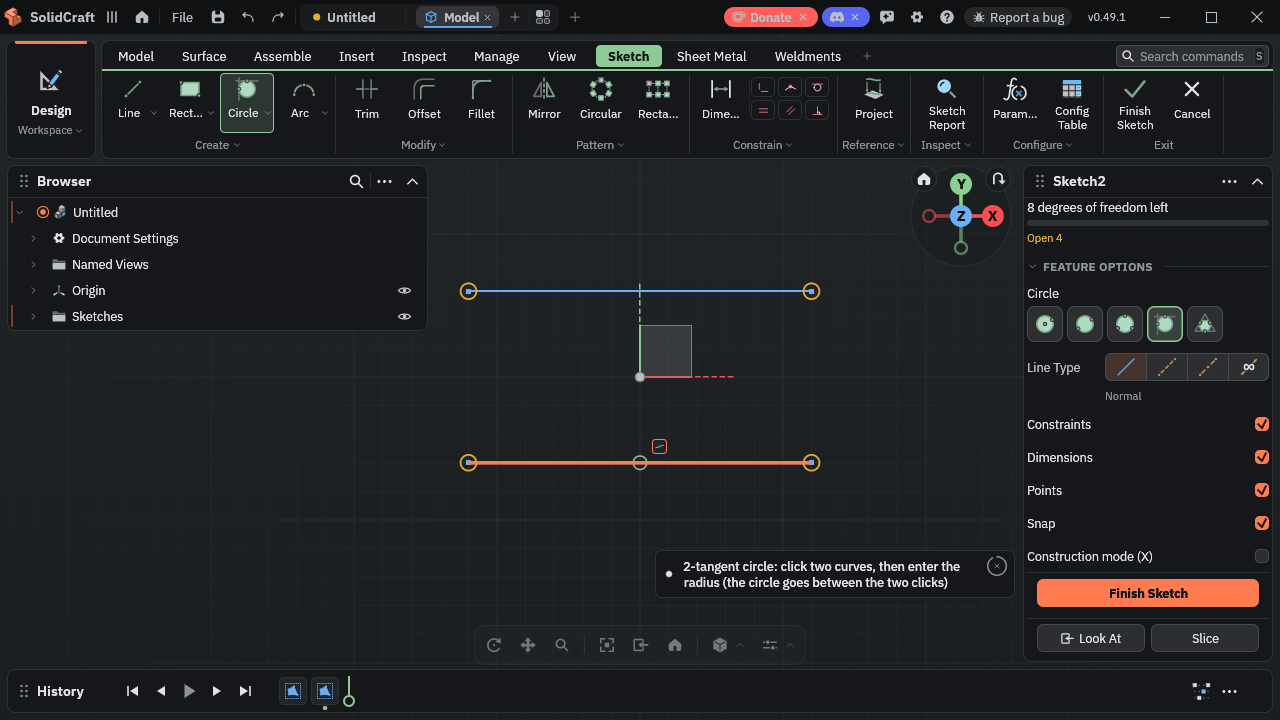 SolidCraft
File
Untitled
Model
Donate
Report a bug
v0.49.1
Design
Workspace
Model
Surface
Assemble
Insert
Inspect
Manage
View
Sketch
Sheet Metal
Weldments
Search commands
S
Line
Rect...
Circle
Arc
Create
Trim
Offset
Fillet
Modify
Mirror
Circular
Recta...
Pattern
Dime...
Constrain
Project
Reference
Sketch
Report
Inspect
Param...
Config
Table
Configure
Finish
Sketch
Cancel
Exit
Browser
Untitled
Document Settings
Named Views
Origin
Sketches
Y
Z
X
Sketch2
8 degrees of freedom left
Open 4
FEATURE OPTIONS
Circle
Line Type
Normal
Constraints
Dimensions
Points
Snap
Construction mode (X)
Finish Sketch
Look At
Slice
2-tangent circle: click two curves, then enter the
radius (the circle goes between the two clicks)
History